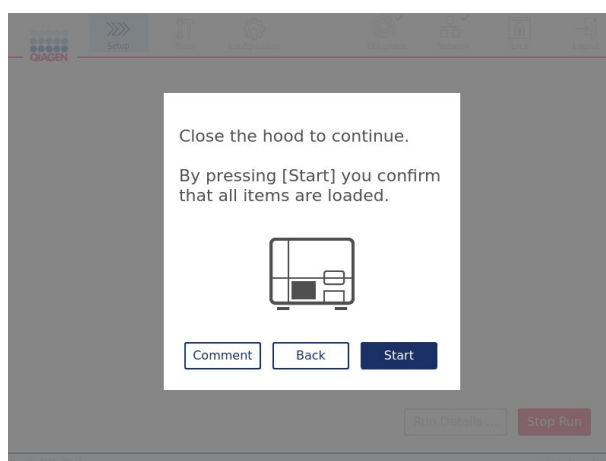 Setup
QIAGEN
Close the hood to continue.
By pressing [Start] you confirm
that all items are loaded.
Comment
Back
Start
Run Details ...
Stop Run